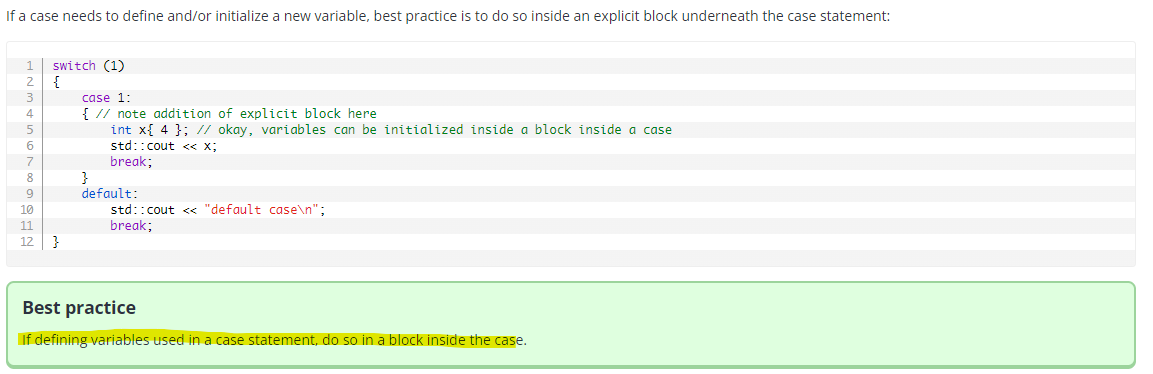 If a case needs to define and/or initialize a new variable, best practice is to do so inside an explicit block underneath the case statement:
1 switch (1)
2 {
3     case 1:
4     { // note addition of explicit block here
5         int x{ 4 }; // okay, variables can be initialized inside a block inside a case
6         std::cout << x;
7         break;
8     }
9     default:
10         std::cout << "default case\n";
11         break;
12 }
Best practice
If defining variables used in a case statement, do so in a block inside the case.